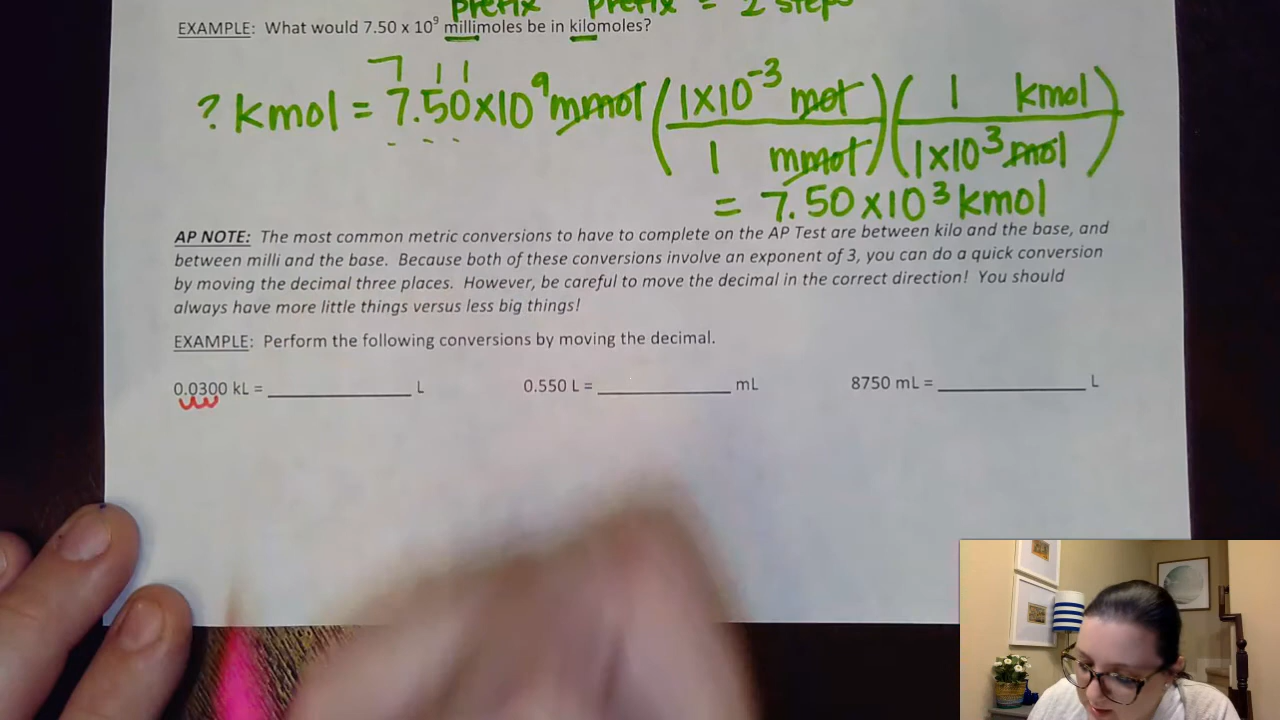 prefix prefix = 2 steps
EXAMPLE: What would 7.50 x 10⁹ millimoles be in kilomoles?
? kmol = 7.50x10⁹ mmol (1x10⁻³ mol / 1 mmol) (1 kmol / 1x10³ mol)
= 7.50x10³ kmol
AP NOTE: The most common metric conversions to have to complete on the AP Test are between kilo and the base, and
between milli and the base. Because both of these conversions involve an exponent of 3, you can do a quick conversion
by moving the decimal three places. However, be careful to move the decimal in the correct direction! You should
always have more little things versus less big things!
EXAMPLE: Perform the following conversions by moving the decimal.
0.0300 kL = ____________ L 0.550 L = ____________ mL 8750 mL = ____________ L